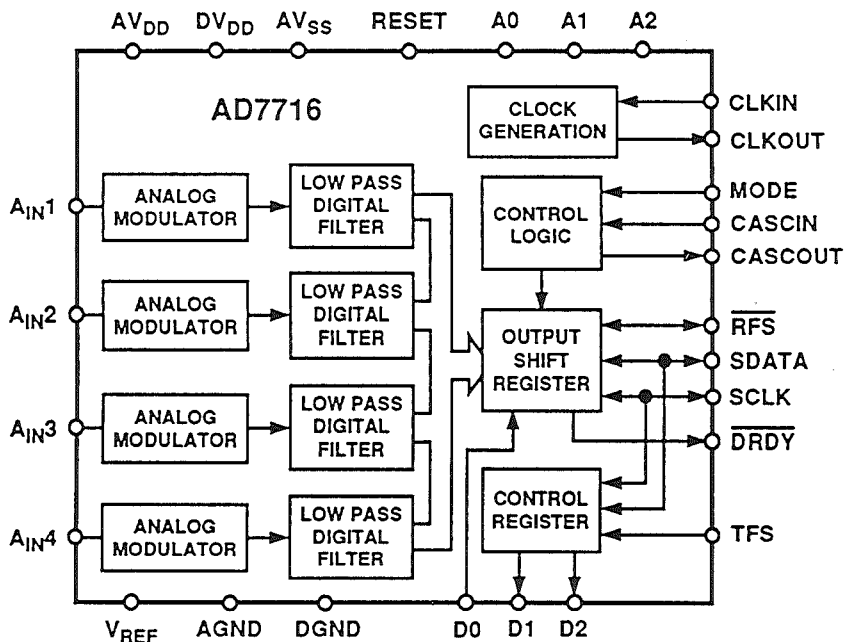 AVDD DVDD AVSS RESET A0 A1 A2
AD7716
CLOCK
GENERATION
CLKIN
CLKOUT
AIN1
ANALOG
MODULATOR
LOW PASS
DIGITAL
FILTER
CONTROL
LOGIC
MODE
CASCIN
CASCOUT
AIN2
ANALOG
MODULATOR
LOW PASS
DIGITAL
FILTER
OUTPUT
SHIFT
REGISTER
RFS
SDATA
SCLK
DRDY
AIN3
ANALOG
MODULATOR
LOW PASS
DIGITAL
FILTER
AIN4
ANALOG
MODULATOR
LOW PASS
DIGITAL
FILTER
CONTROL
REGISTER
TFS
VREF AGND DGND D0 D1 D2